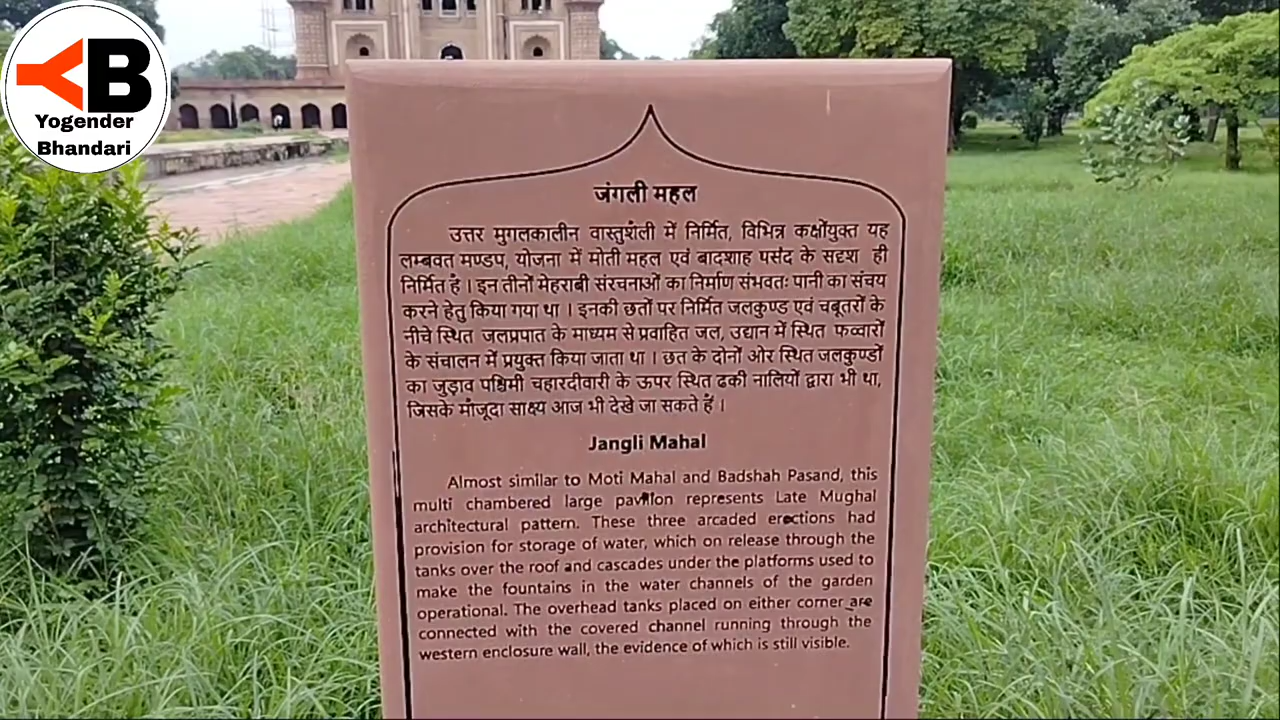 B
Yogender
Bhandari
जंगली महल
उत्तर मुगलकालीन वास्तुशैली में निर्मित, विभिन्न कक्षोंयुक्त यह
लम्बवत मण्डप, योजना में मोती महल एवं बादशाह पसंद के सदृश ही
निर्मित है । इन तीनों मेहराबी संरचनाओं का निर्माण संभवतः पानी का संचय
करने हेतु किया गया था । इनकी छतों पर निर्मित जलकुण्ड एवं चबूतरों के
नीचे स्थित जलप्रपात के माध्यम से प्रवाहित जल, उद्यान में स्थित फव्वारों
के संचालन में प्रयुक्त किया जाता था । छत के दोनों ओर स्थित जलकुण्डों
का जुड़ाव पश्चिमी चहारदीवारी के ऊपर स्थित ढकी नालियों द्वारा भी था,
जिसके मौजूदा साक्ष्य आज भी देखे जा सकते हैं ।
Jangli Mahal
Almost similar to Moti Mahal and Badshah Pasand, this
multi chambered large pavilion represents Late Mughal
architectural pattern. These three arcaded erections had
provision for storage of water, which on release through the
tanks over the roof and cascades under the platforms used to
make the fountains in the water channels of the garden
operational. The overhead tanks placed on either corner are
connected with the covered channel running through the
western enclosure wall, the evidence of which is still visible.